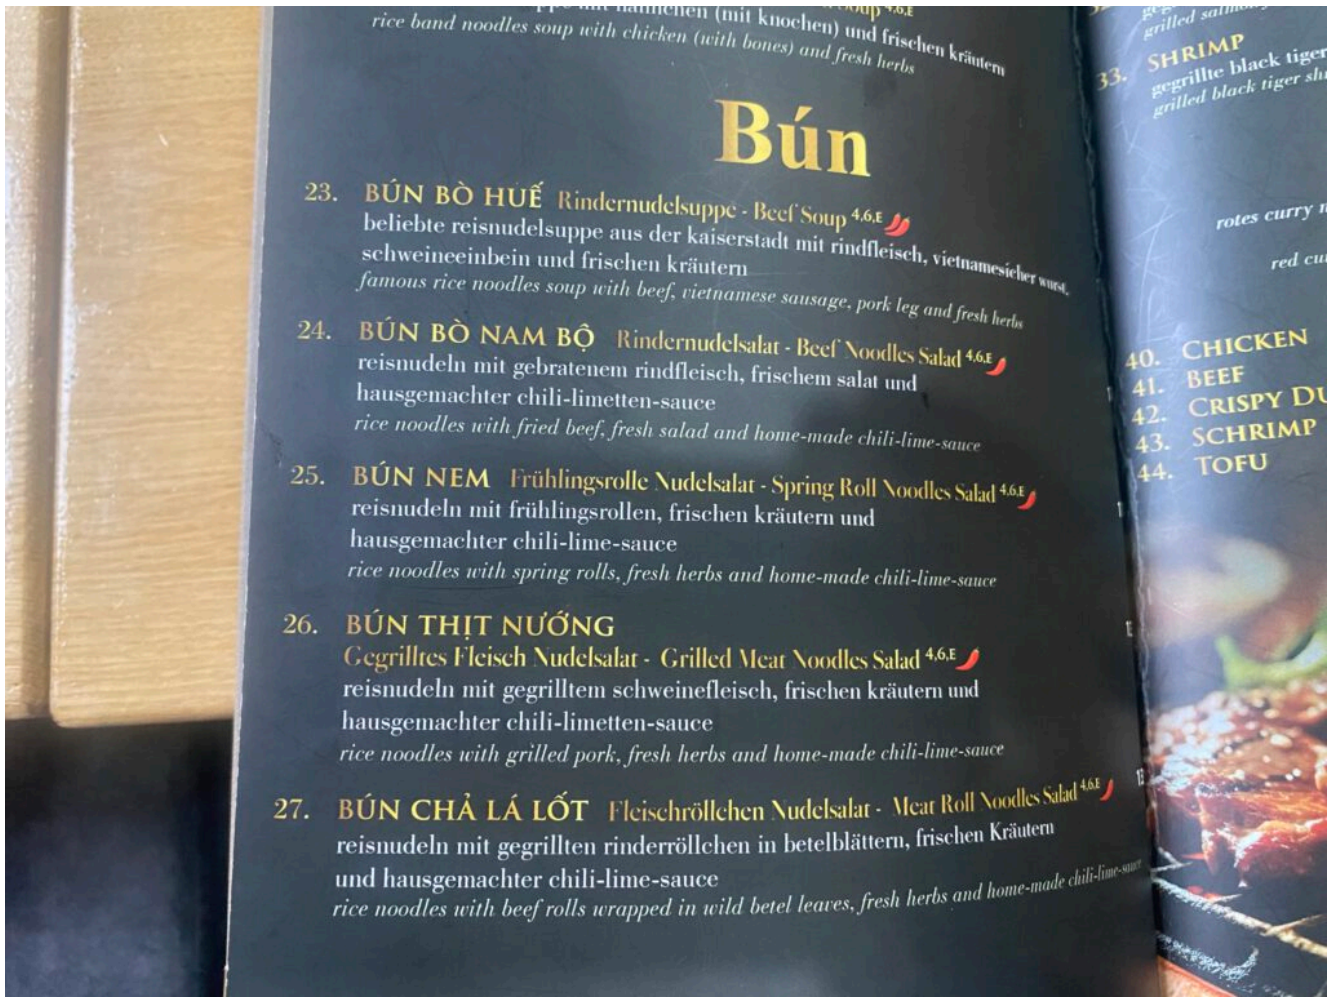 rice band noodles soup with chicken (with bones) and fresh herbs
(mit knochen) und frischen kräutern
Bún
23. BÚN BÒ HUẾ Rindernudelsuppe - Beef Soup 4,6,E
beliebte reisnudelsuppe aus der kaiserstadt mit rindfleisch, vietnamesicher wurst,
schweineeinbein und frischen kräutern
famous rice noodles soup with beef, vietnamese sausage, pork leg and fresh herbs
24. BÚN BÒ NAM BỘ Rindernudelsalat - Beef Noodles Salad 4,6,E
reisnudeln mit gebratenem rindfleisch, frischem salat und
hausgemachter chili-limetten-sauce
rice noodles with fried beef, fresh salad and home-made chili-lime-sauce
25. BÚN NEM Frühlingsrolle Nudelsalat - Spring Roll Noodles Salad 4,6,E
reisnudeln mit frühlingsrollen, frischen kräutern und
hausgemachter chili-lime-sauce
rice noodles with spring rolls, fresh herbs and home-made chili-lime-sauce
26. BÚN THỊT NƯỚNG
Gegrilltes Fleisch Nudelsalat - Grilled Meat Noodles Salad 4,6,E
reisnudeln mit gegrilltem schweinefleisch, frischen kräutern und
hausgemachter chili-limetten-sauce
rice noodles with grilled pork, fresh herbs and home-made chili-lime-sauce
27. BÚN CHẢ LÁ LỐT Fleischröllchen Nudelsalat - Meat Roll Noodles Salad 4,6,E
reisnudeln mit gegrillten rinderröllchen in betelblättern, frischen Kräutern
und hausgemachter chili-lime-sauce
rice noodles with beef rolls wrapped in wild betel leaves, fresh herbs and home-made chili-lime-sauce
grilled
33. SHRIMP
gegrillte black tiger
grilled black tiger
rotes curry
red
40. CHICKEN
41. BEEF
42. CRISPY DU
43. SCHRIMP
44. TOFU